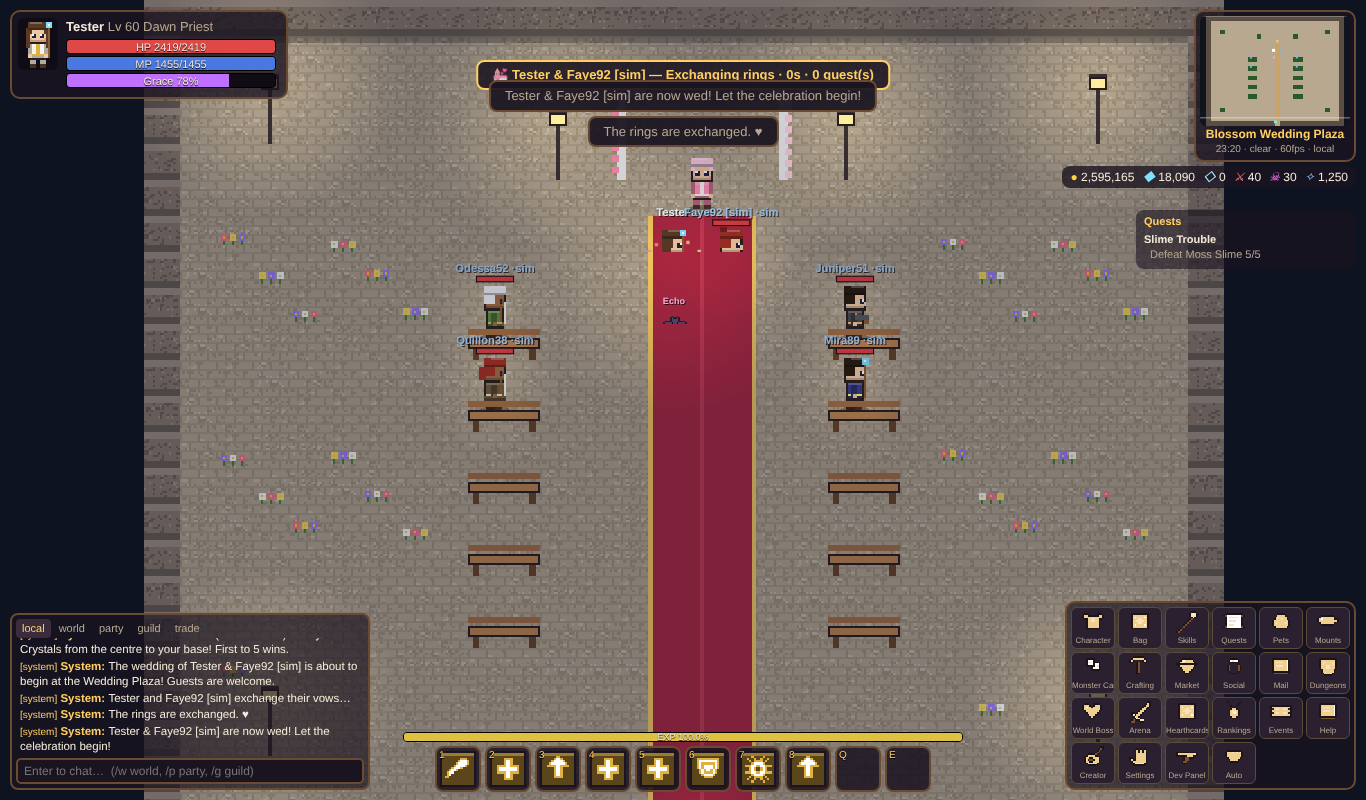 Tester Lv 60 Dawn Priest
HP 2419/2419
MP 1455/1455
Grace 78%
Tester & Faye92 [sim] — Exchanging rings · 0s · 0 guest(s)
Tester & Faye92 [sim] are now wed! Let the celebration begin!
The rings are exchanged. ♥
Blossom Wedding Plaza
23:20 · clear · 60fps · local
2,595,165 18,090 0 40 30 1,250
Quests
Slime Trouble
Defeat Moss Slime 5/5
Faye92 [sim] ·sim
Odessa52 ·sim
Juniper51 ·sim
Echo
Quillon38 ·sim
Mira89 ·sim
local world party guild trade
Crystals from the centre to your base! First to 5 wins.
[system] System: The wedding of Tester & Faye92 [sim] is about to
begin at the Wedding Plaza! Guests are welcome.
[system] System: Tester and Faye92 [sim] exchange their vows…
[system] System: The rings are exchanged. ♥
[system] System: Tester & Faye92 [sim] are now wed! Let the
celebration begin!
Enter to chat… (/w world, /p party, /g guild)
EXP 100.0%
1 2 3 4 5 6 7 8 Q E
Character Bag Skills Quests Pets Mounts
Monster Ca Crafting Market Social Mail Dungeons
World Boss Arena Hearthcards Rankings Events Help
Creator Settings Dev Panel Auto